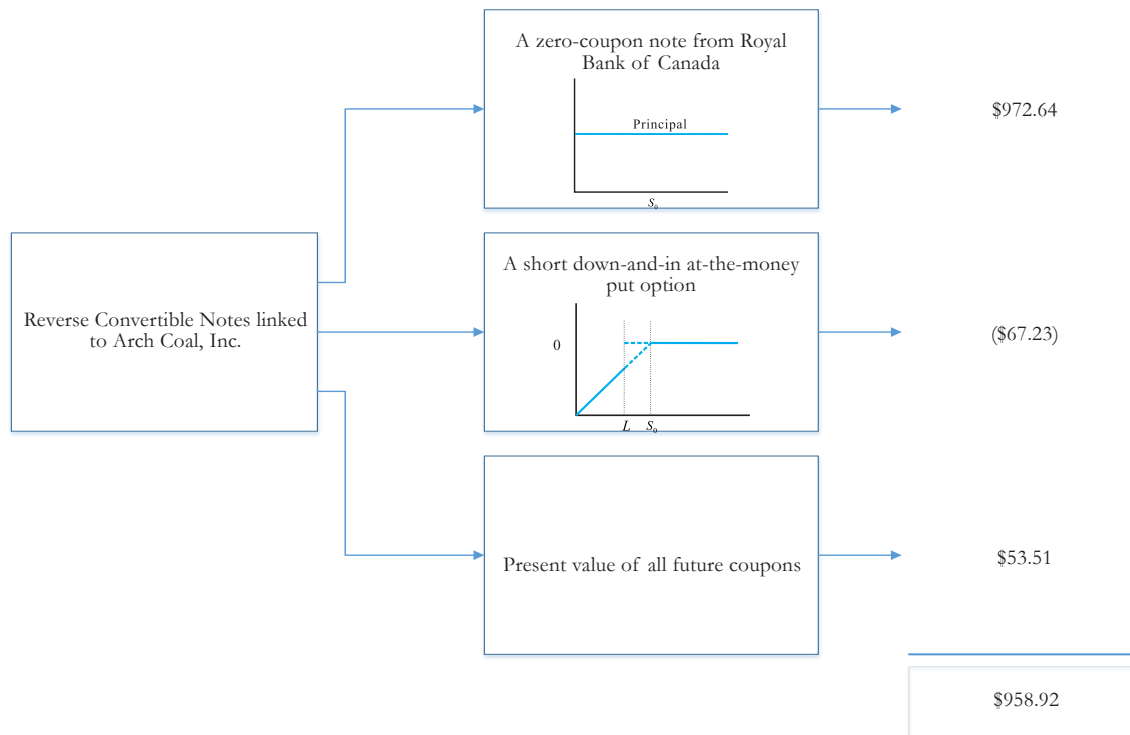 A zero-coupon note from Royal
Bank of Canada
Principal
S₀
$972.64
Reverse Convertible Notes linked
to Arch Coal, Inc.
A short down-and-in at-the-money
put option
0
L S₀
($67.23)
Present value of all future coupons
$53.51
$958.92